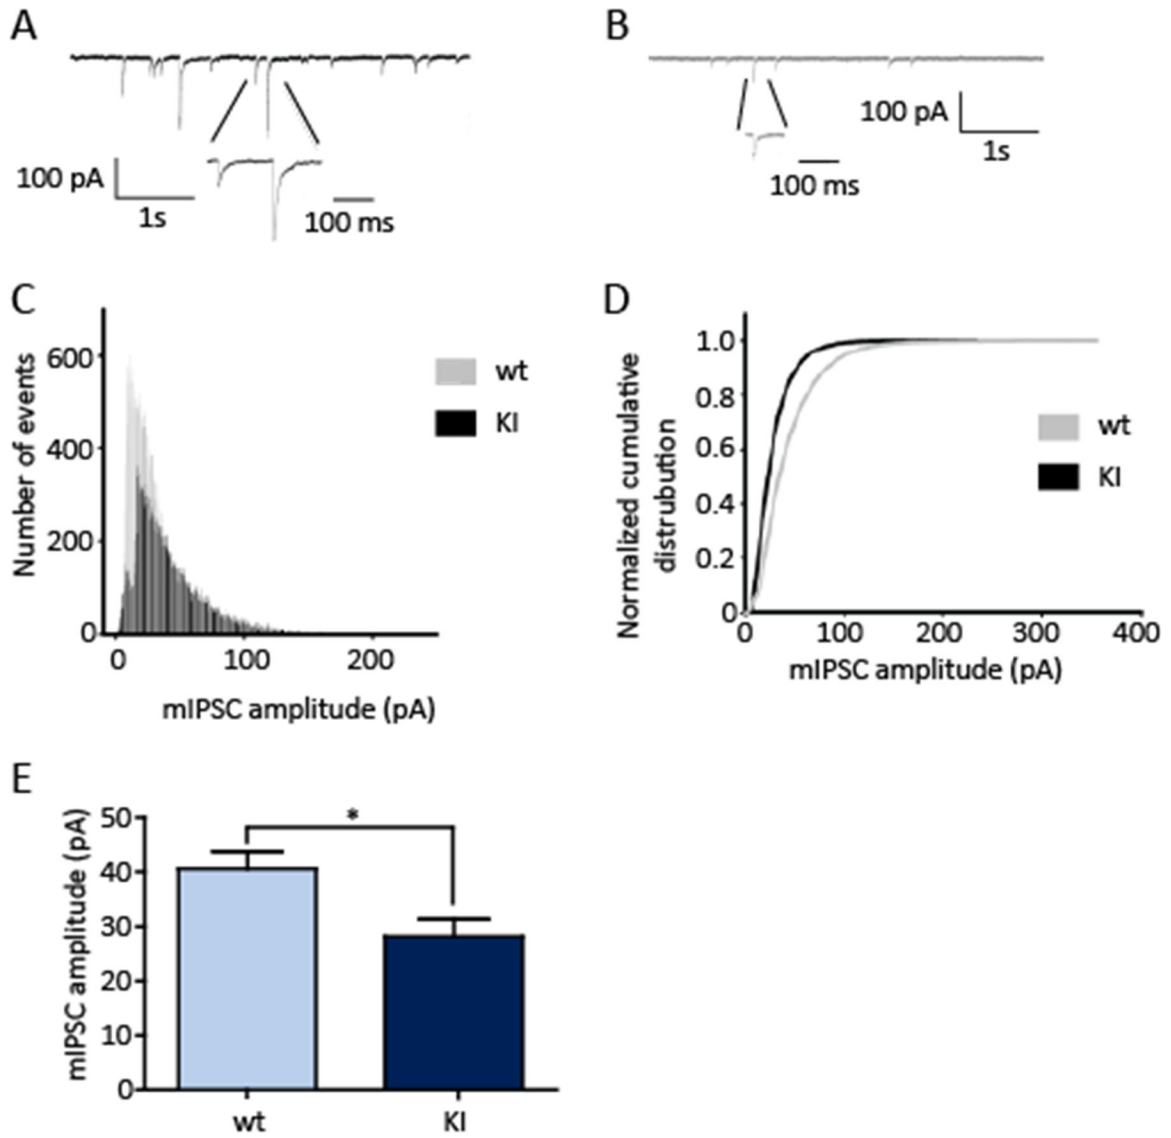 A
100 pA
1s
100 ms
B
100 pA
1s
100 ms
C
Number of events
600
400
200
0
0 100 200
mIPSC amplitude (pA)
wt
KI
D
Normalized cumulative
distrubution
1.0
0.8
0.6
0.4
0.2
0
0 100 200 300 400
mIPSC amplitude (pA)
wt
KI
E
mIPSC amplitude (pA)
50
40
30
20
10
0
*
wt KI